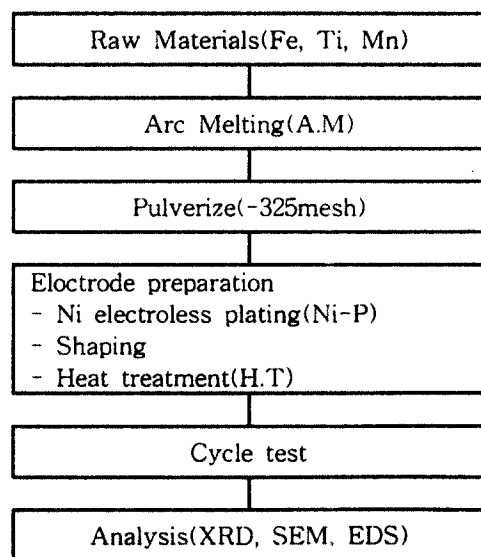 Raw Materials(Fe, Ti, Mn)
Arc Melting(A.M)
Pulverize(-325mesh)
Eloctrode preparation
- Ni electroless plating(Ni-P)
- Shaping
- Heat treatment(H.T)
Cycle test
Analysis(XRD, SEM, EDS)